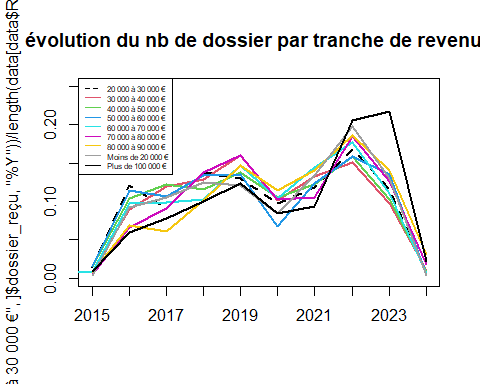 évolution du nb de dossier par tranche de revenu
à 30 000 €", ]$dossier_reçu, "%Y"))/length(data[data$R
0.00
0.10
0.20
20 000 à 30 000 €
30 000 à 40 000 €
40 000 à 50 000 €
50 000 à 60 000 €
60 000 à 70 000 €
70 000 à 80 000 €
80 000 à 90 000 €
Moins de 20 000 €
Plus de 100 000 €
2015
2017
2019
2021
2023